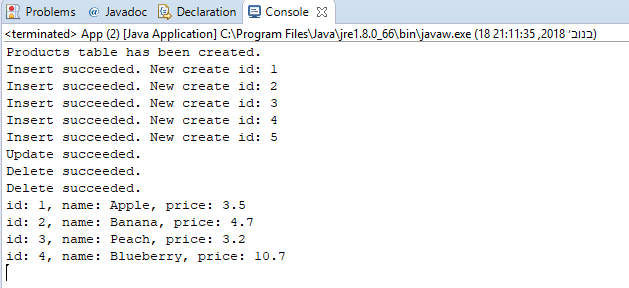 Problems @ Javadoc Declaration Console
<terminated> App (2) [Java Application] C:\Program Files\Java\jre1.8.0_66\bin\javaw.exe (18 בנוב׳ 2018, 21:11:35)
Products table has been created.
Insert succeeded. New create id: 1
Insert succeeded. New create id: 2
Insert succeeded. New create id: 3
Insert succeeded. New create id: 4
Insert succeeded. New create id: 5
Update succeeded.
Delete succeeded.
Delete succeeded.
id: 1, name: Apple, price: 3.5
id: 2, name: Banana, price: 4.7
id: 3, name: Peach, price: 3.2
id: 4, name: Blueberry, price: 10.7